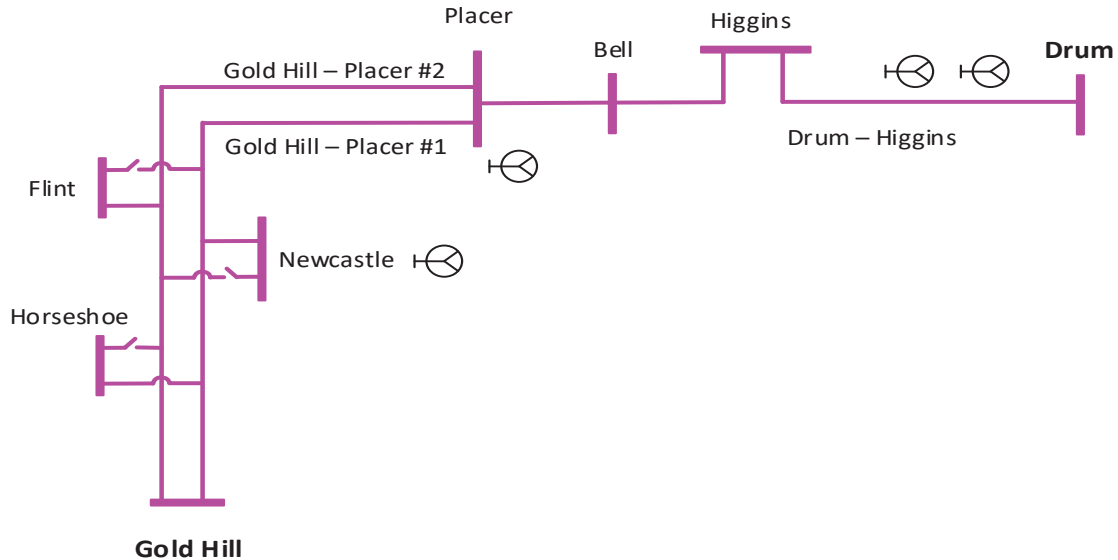 Placer
Higgins
Bell
Drum
Gold Hill – Placer #2
Gold Hill – Placer #1
Drum – Higgins
Flint
Newcastle
Horseshoe
Gold Hill